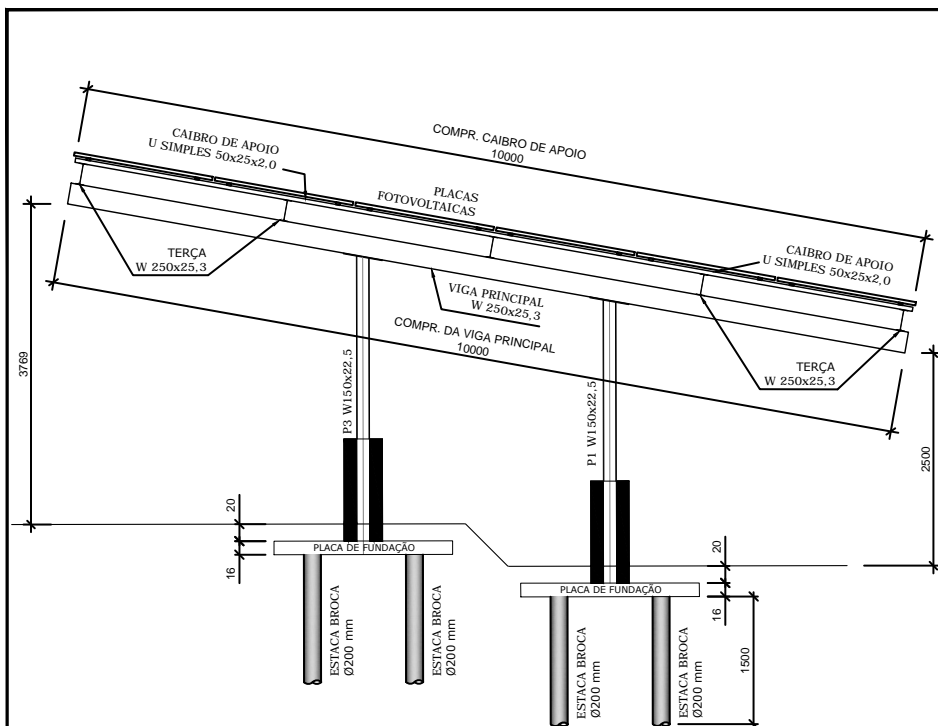 COMPR. CAIBRO DE APOIO
10000
CAIBRO DE APOIO
U SIMPLES 50x25x2,0
PLACAS
FOTOVOLTAICAS
CAIBRO DE APOIO
U SIMPLES 50x25x2,0
TERÇA
W 250x25,3
VIGA PRINCIPAL
W 250x25,3
COMPR. DA VIGA PRINCIPAL
10000
TERÇA
W 250x25,3
3769
P3 W150x22,5
P1 W150x22,5
2500
20
16
PLACA DE FUNDAÇÃO
20
16
PLACA DE FUNDAÇÃO
ESTACA BROCA
Ø200 mm
ESTACA BROCA
Ø200 mm
ESTACA BROCA
Ø200 mm
ESTACA BROCA
Ø200 mm
1500